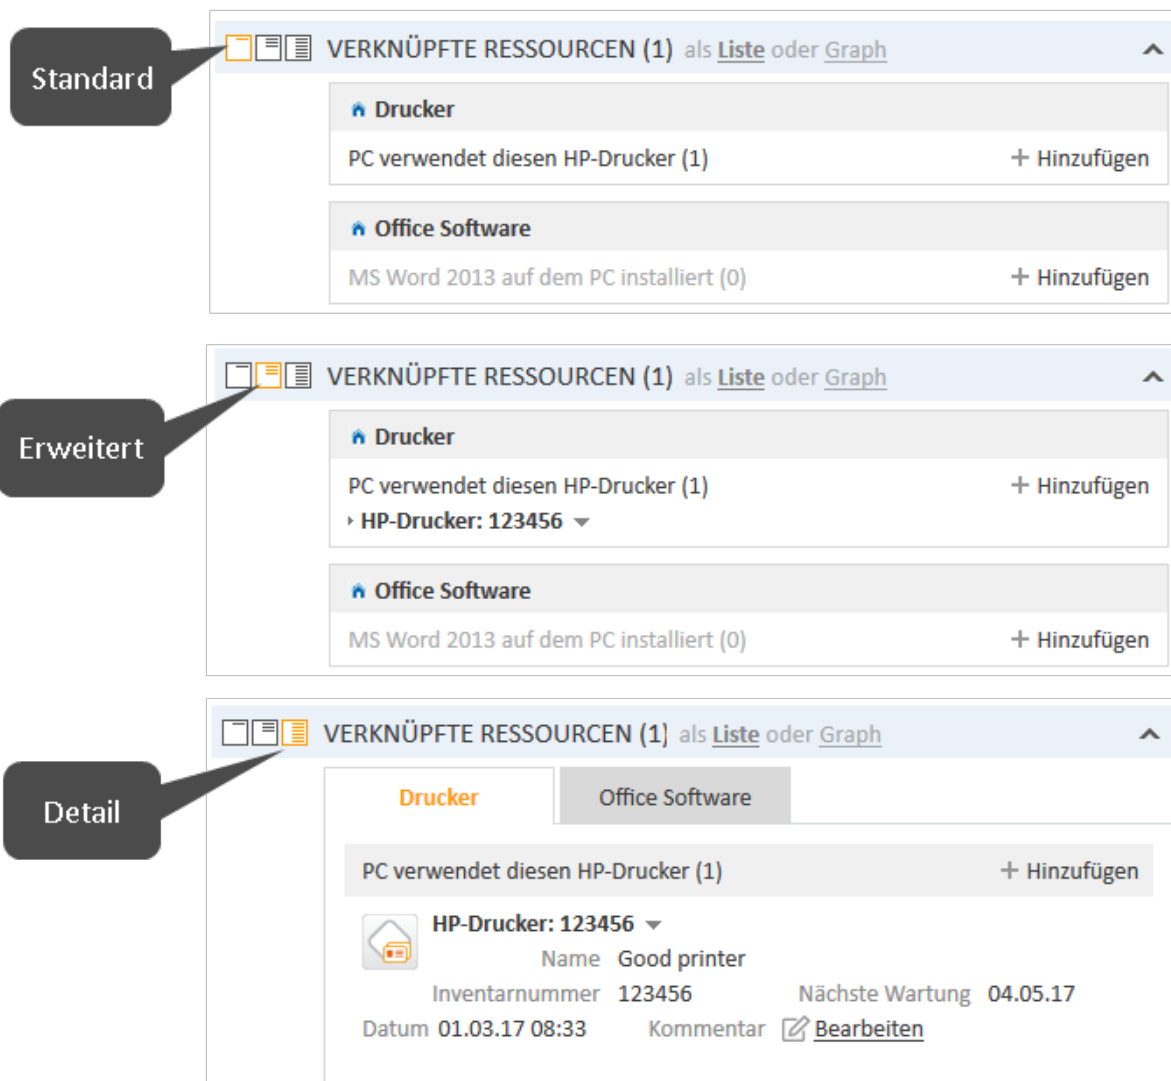 Standard
VERKNÜPFTE RESSOURCEN (1) als Liste oder Graph
Drucker
PC verwendet diesen HP-Drucker (1) + Hinzufügen
Office Software
MS Word 2013 auf dem PC installiert (0) + Hinzufügen
Erweitert
VERKNÜPFTE RESSOURCEN (1) als Liste oder Graph
Drucker
PC verwendet diesen HP-Drucker (1) + Hinzufügen
HP-Drucker: 123456
Office Software
MS Word 2013 auf dem PC installiert (0) + Hinzufügen
Detail
VERKNÜPFTE RESSOURCEN (1) als Liste oder Graph
Drucker Office Software
PC verwendet diesen HP-Drucker (1) + Hinzufügen
HP-Drucker: 123456
Name Good printer
Inventarnummer 123456 Nächste Wartung 04.05.17
Datum 01.03.17 08:33 Kommentar Bearbeiten